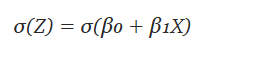 σ(Z) = σ(β₀ + β₁X)